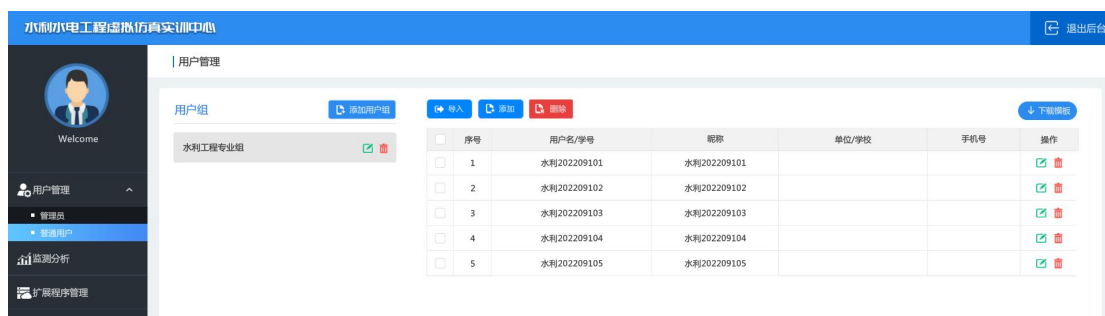 水利水电工程虚拟仿真实训中心
退出后台
Welcome
用户管理
管理员
普通用户
监测分析
扩展程序管理
用户管理
用户组
添加用户组
水利工程专业组
导入 添加 删除 下载模板
序号 用户名/学号 昵称 单位/学校 手机号 操作
1 水利202209101 水利202209101
2 水利202209102 水利202209102
3 水利202209103 水利202209103
4 水利202209104 水利202209104
5 水利202209105 水利202209105